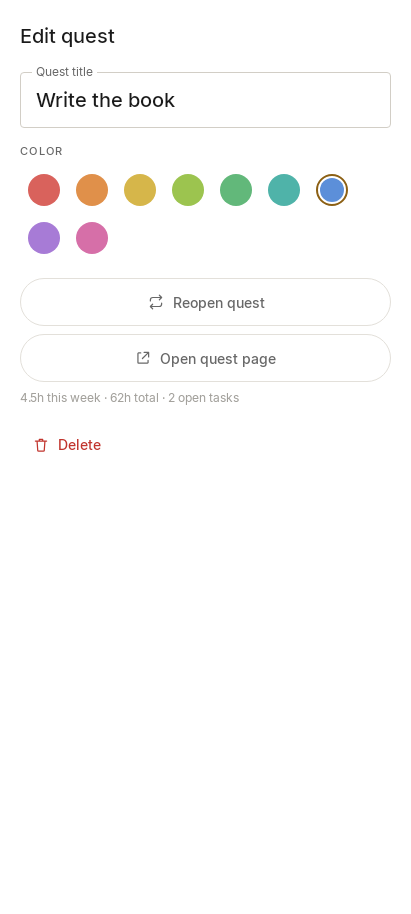 Edit quest
Quest title
Write the book
COLOR
Reopen quest
Open quest page
4.5h this week · 62h total · 2 open tasks
Delete